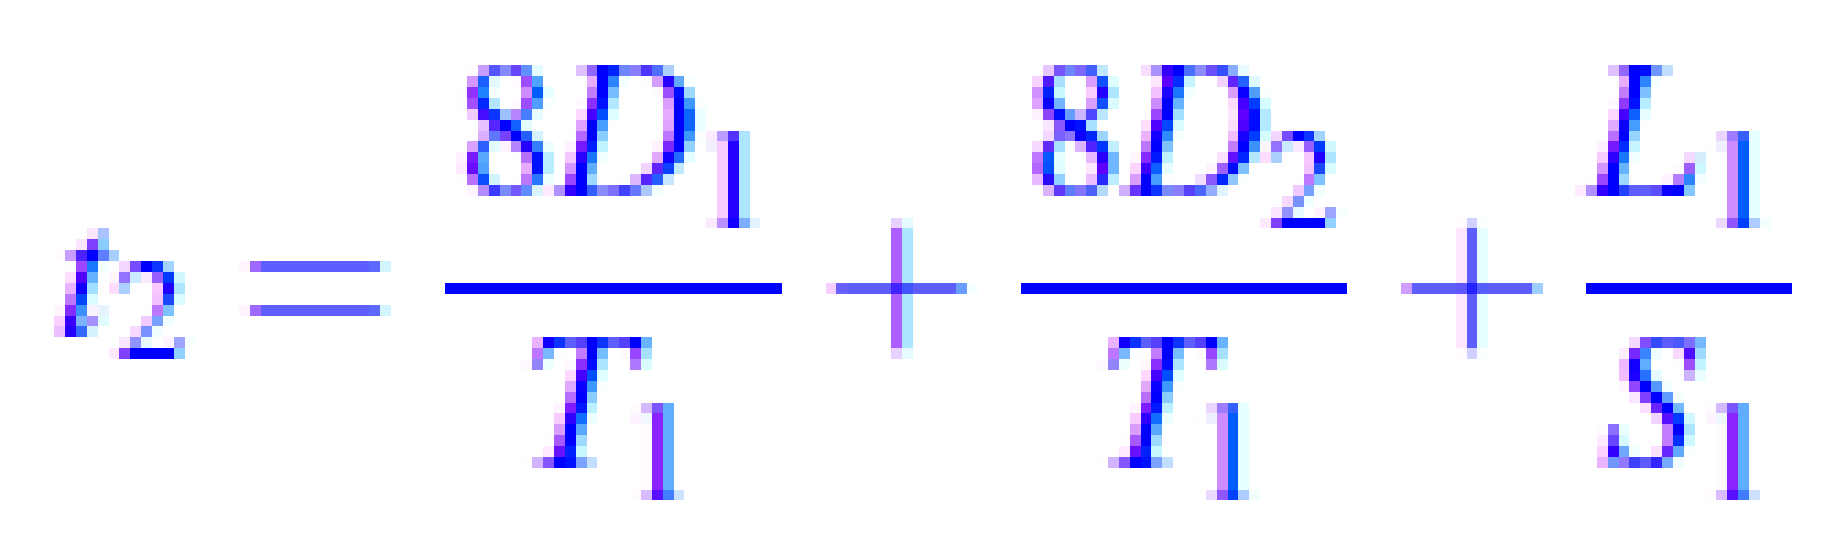 t₂ = 8D₁/T₁ + 8D₂/T₁ + L₁/S₁